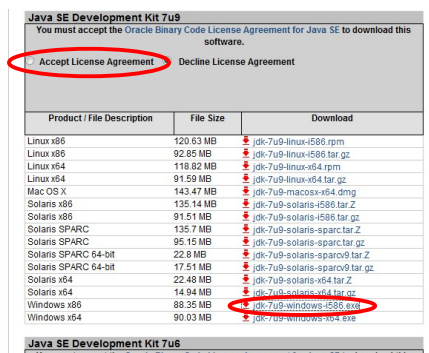 Java SE Development Kit 7u9
You must accept the Oracle Binary Code License Agreement for Java SE to download this
software.
Accept License Agreement Decline License Agreement
Product / File Description File Size Download
Linux x86 120.63 MB jdk-7u9-linux-i586.rpm
Linux x86 92.85 MB jdk-7u9-linux-i586.tar.gz
Linux x64 118.82 MB jdk-7u9-linux-x64.rpm
Linux x64 91.59 MB jdk-7u9-linux-x64.tar.gz
Mac OS X 143.47 MB jdk-7u9-macosx-x64.dmg
Solaris x86 135.14 MB jdk-7u9-solaris-i586.tar.Z
Solaris x86 91.51 MB jdk-7u9-solaris-i586.tar.gz
Solaris SPARC 135.7 MB jdk-7u9-solaris-sparc.tar.Z
Solaris SPARC 95.15 MB jdk-7u9-solaris-sparc.tar.gz
Solaris SPARC 64-bit 22.8 MB jdk-7u9-solaris-sparcv9.tar.Z
Solaris SPARC 64-bit 17.51 MB jdk-7u9-solaris-sparcv9.tar.gz
Solaris x64 22.48 MB jdk-7u9-solaris-x64.tar.Z
Solaris x64 14.94 MB jdk-7u9-solaris-x64.tar.gz
Windows x86 88.35 MB jdk-7u9-windows-i586.exe
Windows x64 90.03 MB jdk-7u9-windows-x64.exe
Java SE Development Kit 7u6